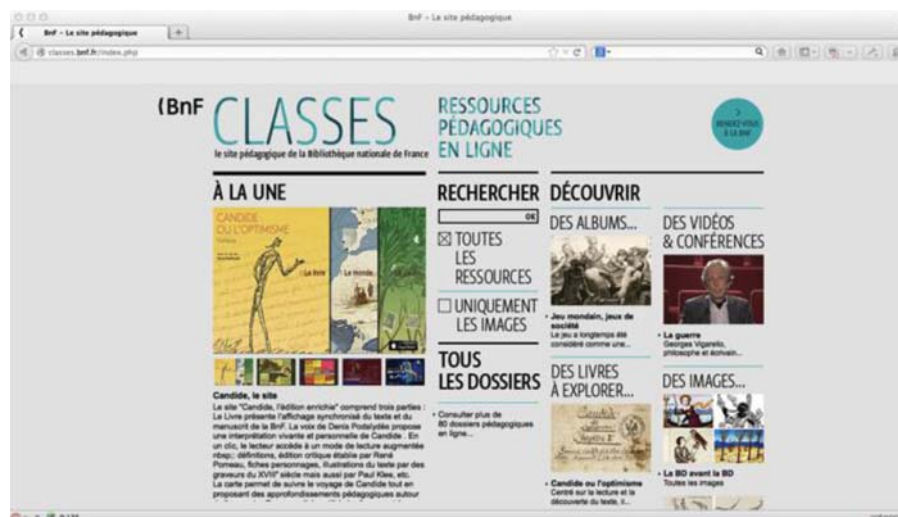 BnF - Le site pédagogique
BnF - Le site pédagogique
classes.bnf.fr/index.php
(BnF
CLASSES
le site pédagogique de la Bibliothèque nationale de France
RESSOURCES
PÉDAGOGIQUES
EN LIGNE
RENDEZ-VOUS
À LA BNF
À LA UNE
CANDIDE
OU L'OPTIMISME
Le livre
Le monde
Candide, le site
Le site "Candide, l'édition enrichie" comprend trois parties :
Le Livre présente l'affichage synchronisé du texte et du
manuscrit de la BnF. La voix de Denis Podalydès propose
une interprétation vivante et personnelle de Candide . En
un clic, le lecteur accède à un mode de lecture augmentée
nbsp;: définitions, édition critique établie par René
Pomeau, fiches personnages, illustrations du texte par des
graveurs du XVIII° siècle mais aussi par Paul Klee, etc.
La carte permet de suivre le voyage de Candide tout en
proposant des approfondissements pédagogiques autour
RECHERCHER
OK
TOUTES
LES
RESSOURCES
UNIQUEMENT
LES IMAGES
TOUS
LES DOSSIERS
Consulter plus de
80 dossiers pédagogiques
en ligne...
DÉCOUVRIR
DES ALBUMS...
Jeu mondain, jeux de
société
Le jeu a longtemps été
considéré comme une...
DES LIVRES
À EXPLORER...
Candide ou l'optimisme
Centré sur la lecture et la
découverte du texte, il...
DES VIDÉOS
& CONFÉRENCES
La guerre
Georges Vigarello,
philosophe et écrivain...
DES IMAGES...
La BD avant la BD
Toutes les images